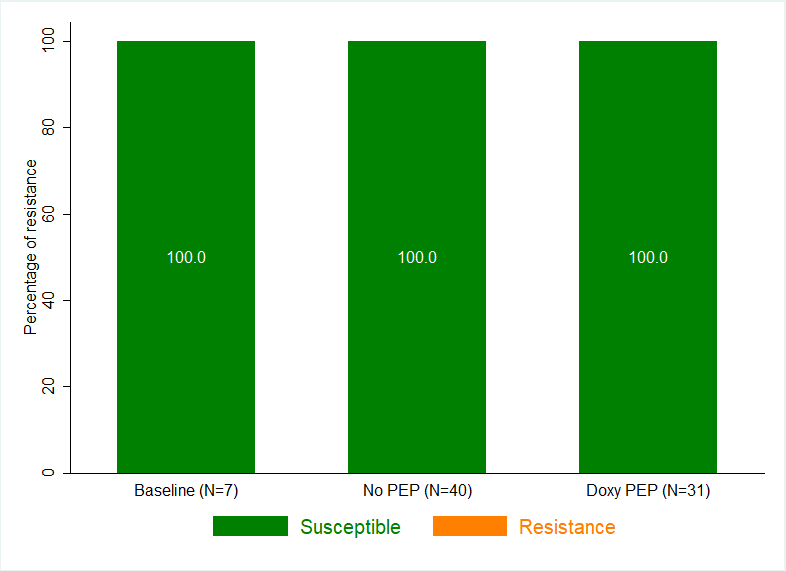 Percentage of resistance
100
80
60
40
20
0
100.0 100.0 100.0
Baseline (N=7) No PEP (N=40) Doxy PEP (N=31)
Susceptible Resistance